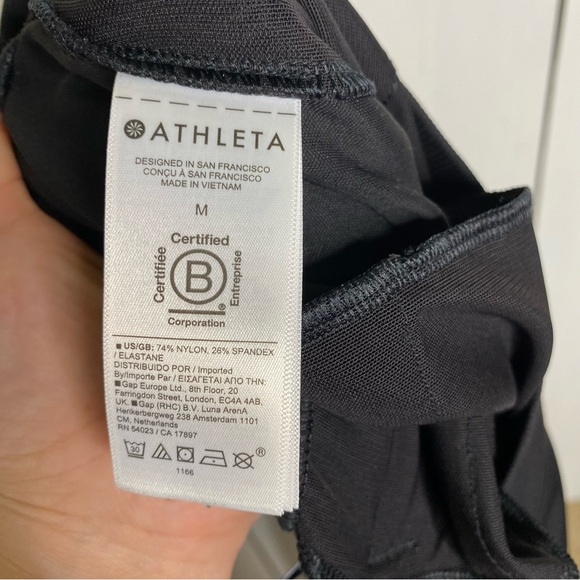 ATHLETA
DESIGNED IN SAN FRANCISCO
CONÇU À SAN FRANCISCO
MADE IN VIETNAM
M
Certified
Certifiée
B
Entreprise
®
Corporation
■ US/GB: 74% NYLON, 26% SPANDEX
/ ELASTANE
DISTRIBUIDO POR / Imported
By/Importe Par / ΕΙΣΑΓΕΤΑΙ ΑΠΟ ΤΗΝ:
■ Gap Europe Ltd., 8th Floor, 20
Farringdon Street, London, EC4A 4AB,
UK. ■ Gap (RHC) B.V. Luna ArenA
Herikerbergweg 238 Amsterdam 1101
CM, Netherlands
RN 54023 / CA 17897
30
®
1166